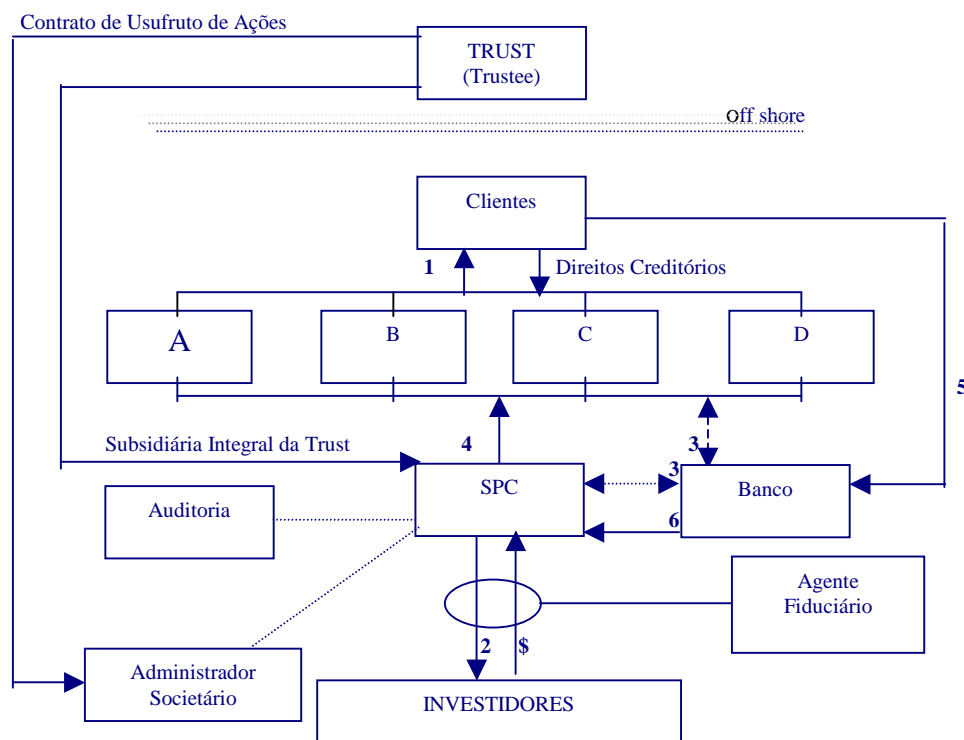 Contrato de Usufruto de Ações
TRUST
(Trustee)
Off shore
Clientes
1
Direitos Creditórios
A
B
C
D
5
Subsidiária Integral da Trust
4
3
SPC
3
Banco
Auditoria
6
Agente
Fiduciário
2
$
Administrador
Societário
INVESTIDORES